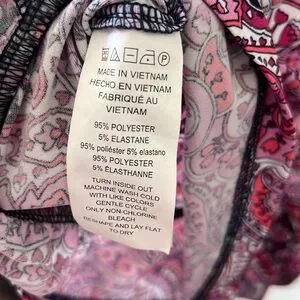 MADE IN VIETNAM
HECHO EN VIETNAM
FABRIQUÉ AU
VIETNAM
95% POLYESTER
5% ELASTANE
95% poliéster 5% elastano
95% POLYESTER
5% ÉLASTHANNE
TURN INSIDE OUT
MACHINE WASH COLD
WITH LIKE COLORS
GENTLE CYCLE
ONLY NON-CHLORINE
BLEACH
RESHAPE AND LAY FLAT
TO DRY